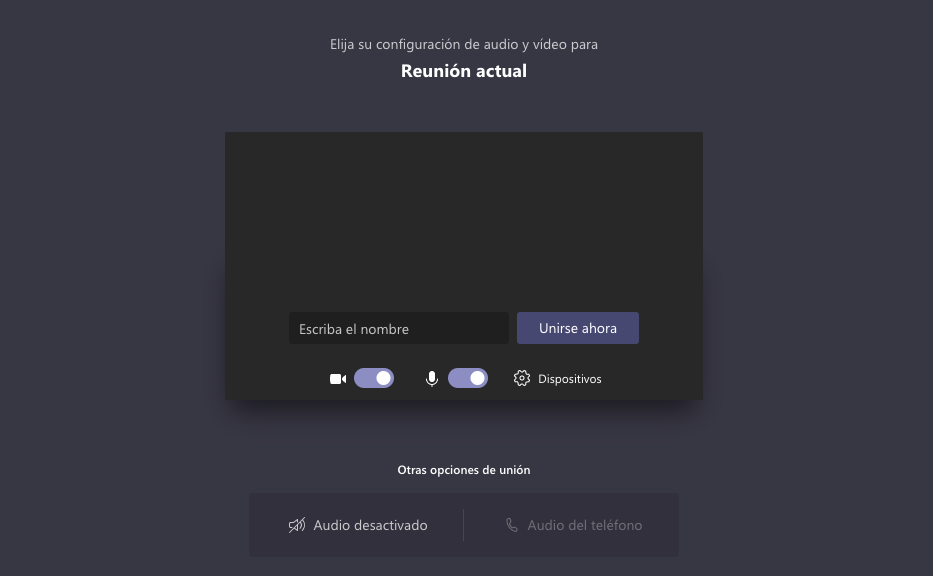 Elija su configuración de audio y vídeo para
Reunión actual
Escriba el nombre
Unirse ahora
Dispositivos
Otras opciones de unión
Audio desactivado
Audio del teléfono